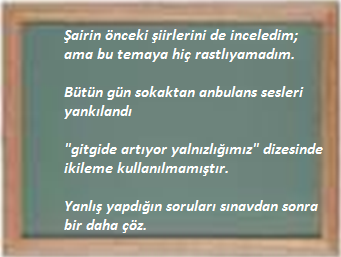 Şairin önceki şiirlerini de inceledim;
ama bu temaya hiç rastlıyamadım.
Bütün gün sokaktan anbulans sesleri
yankılandı
"gitgide artıyor yalnızlığımız" dizesinde
ikileme kullanılmamıştır.
Yanlış yapdığın soruları sınavdan sonra
bir daha çöz.